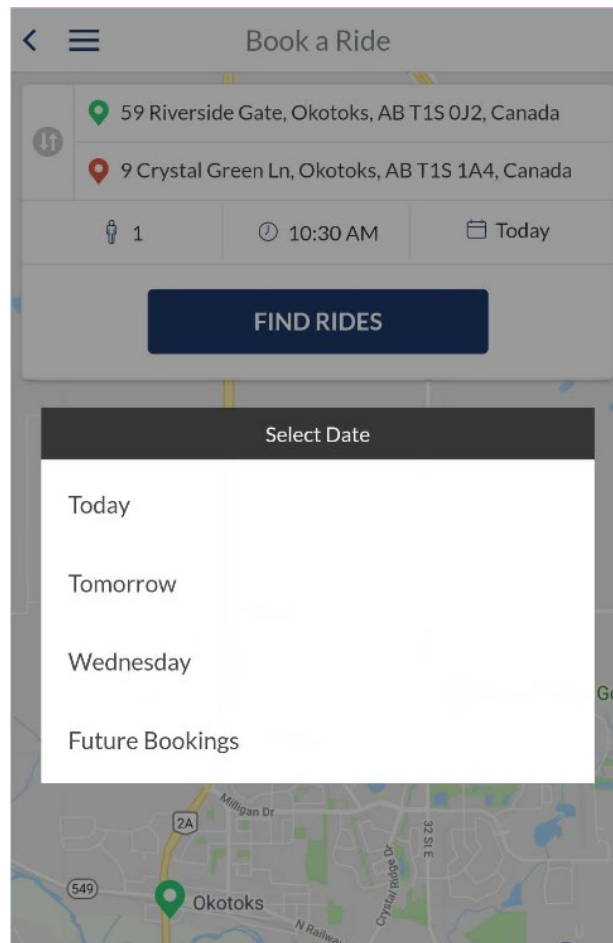 Book a Ride
59 Riverside Gate, Okotoks, AB T1S 0J2, Canada
9 Crystal Green Ln, Okotoks, AB T1S 1A4, Canada
1
10:30 AM
Today
FIND RIDES
Select Date
Today
Tomorrow
Wednesday
Future Bookings
Milligan Dr
2A
32 St E
Crystal Ridge Dr
549
Okotoks